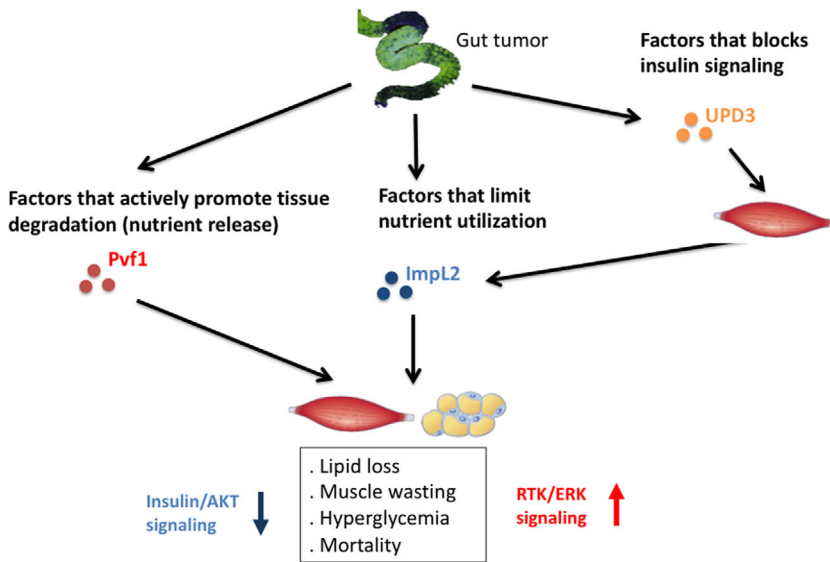 Gut tumor
Factors that blocks
insulin signaling
UPD3
Factors that actively promote tissue
degradation (nutrient release)
Pvf1
Factors that limit
nutrient utilization
ImpL2
Insulin/AKT
signaling
. Lipid loss
. Muscle wasting
. Hyperglycemia
. Mortality
RTK/ERK
signaling